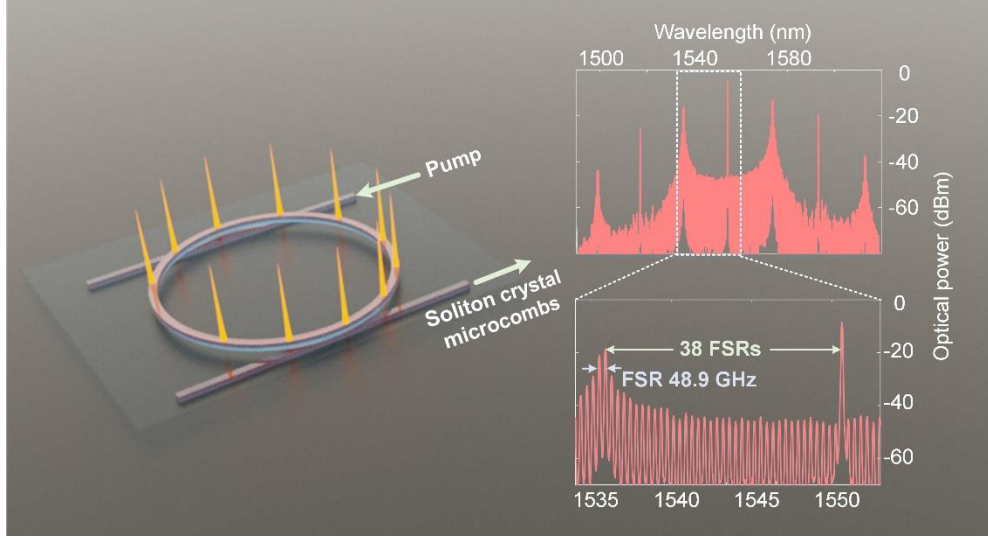 Pump
Soliton crystal
microcombs
Wavelength (nm)
1500 1540 1580
0
-20
-40
-60
Optical power (dBm)
0
38 FSRs
-20
FSR 48.9 GHz
-40
-60
1535 1540 1545 1550